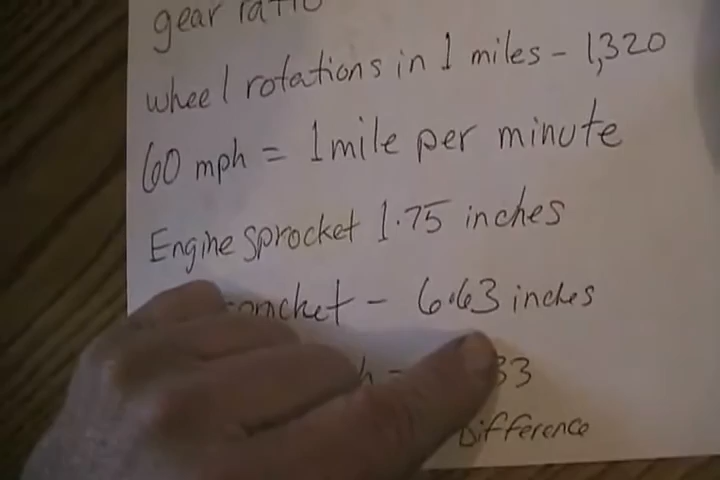 gear ratio
wheel rotations in 1 miles - 1,320
60 mph = 1 mile per minute
Engine sprocket 1.75 inches
- 6.63 inches
33
Difference